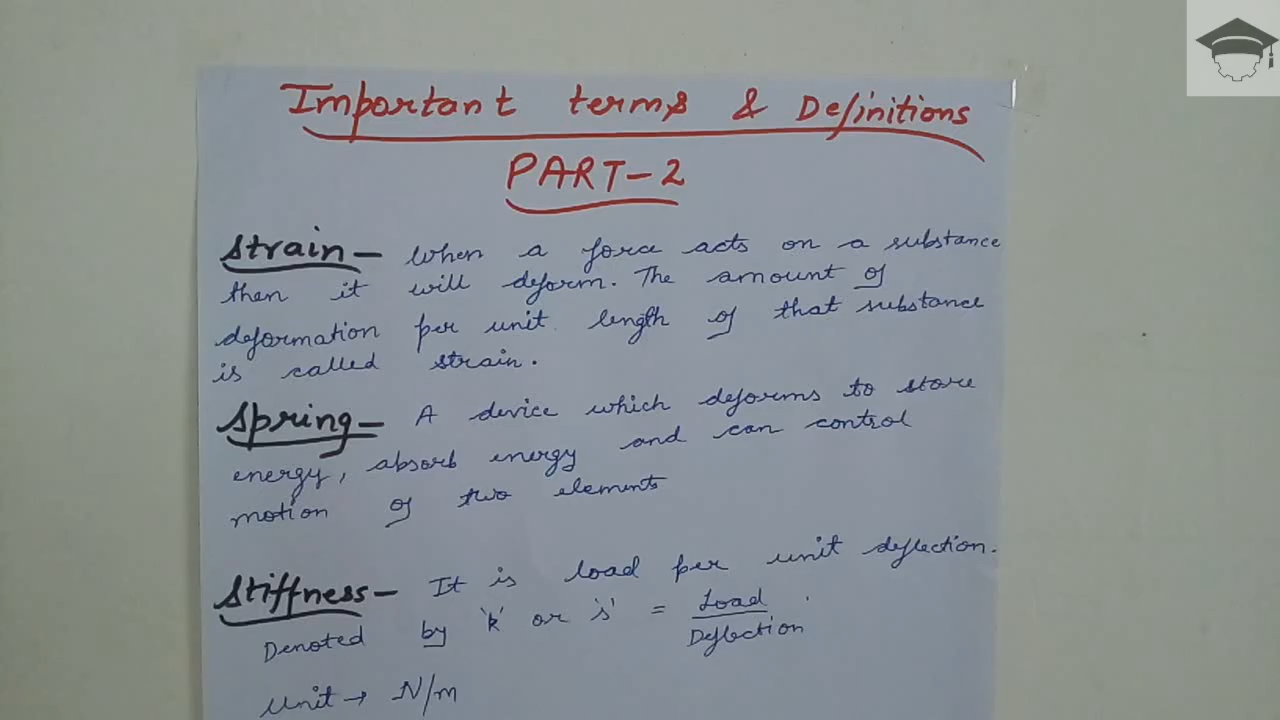 Important terms & Definitions
PART-2
Strain- When a force acts on a substance
then it will deform. The amount of
deformation per unit length of that substance
is called strain.
Spring- A device which deforms to store
energy, absorb energy and can control
motion of two elements
Stiffness- It is load per unit deflection.
Denoted by 'k' or 's' = Load/Deflection
Unit → N/m